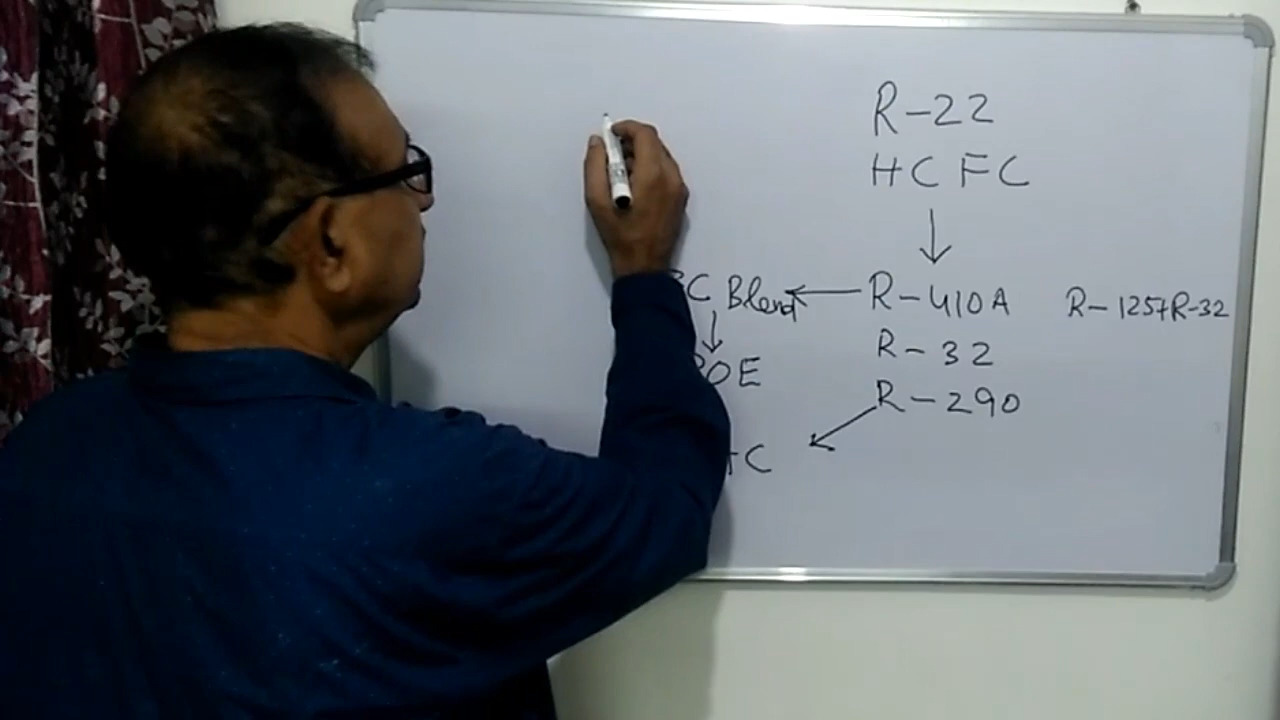 R-22
HCFC
C Blend ← R-410A R-125+R-32
R-32
OE
R-290
C